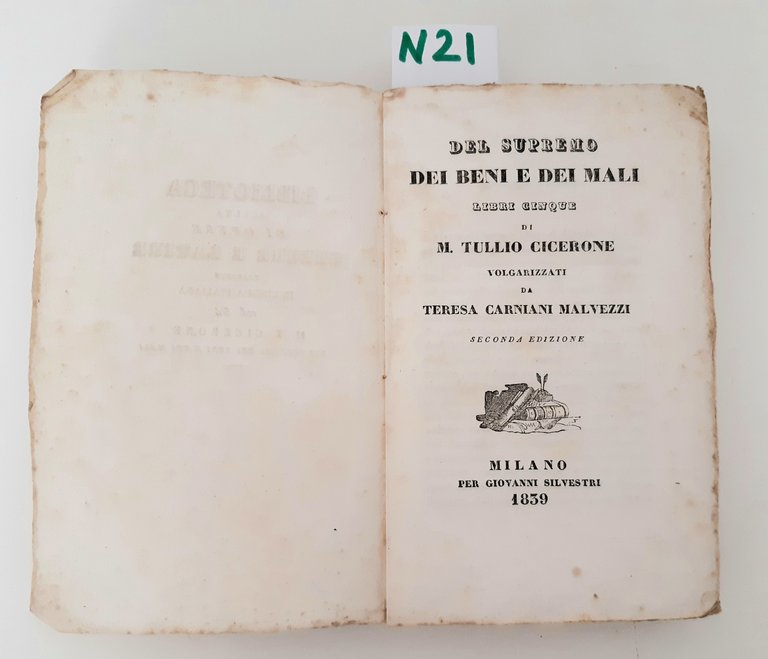 N21
DEL SUPREMO
DEI BENI E DEI MALI
LIBRI CINQUE
DI
M. TULLIO CICERONE
VOLGARIZZATI
DA
TERESA CARNIANI MALVEZZI
SECONDA EDIZIONE
MILANO
PER GIOVANNI SILVESTRI
1839